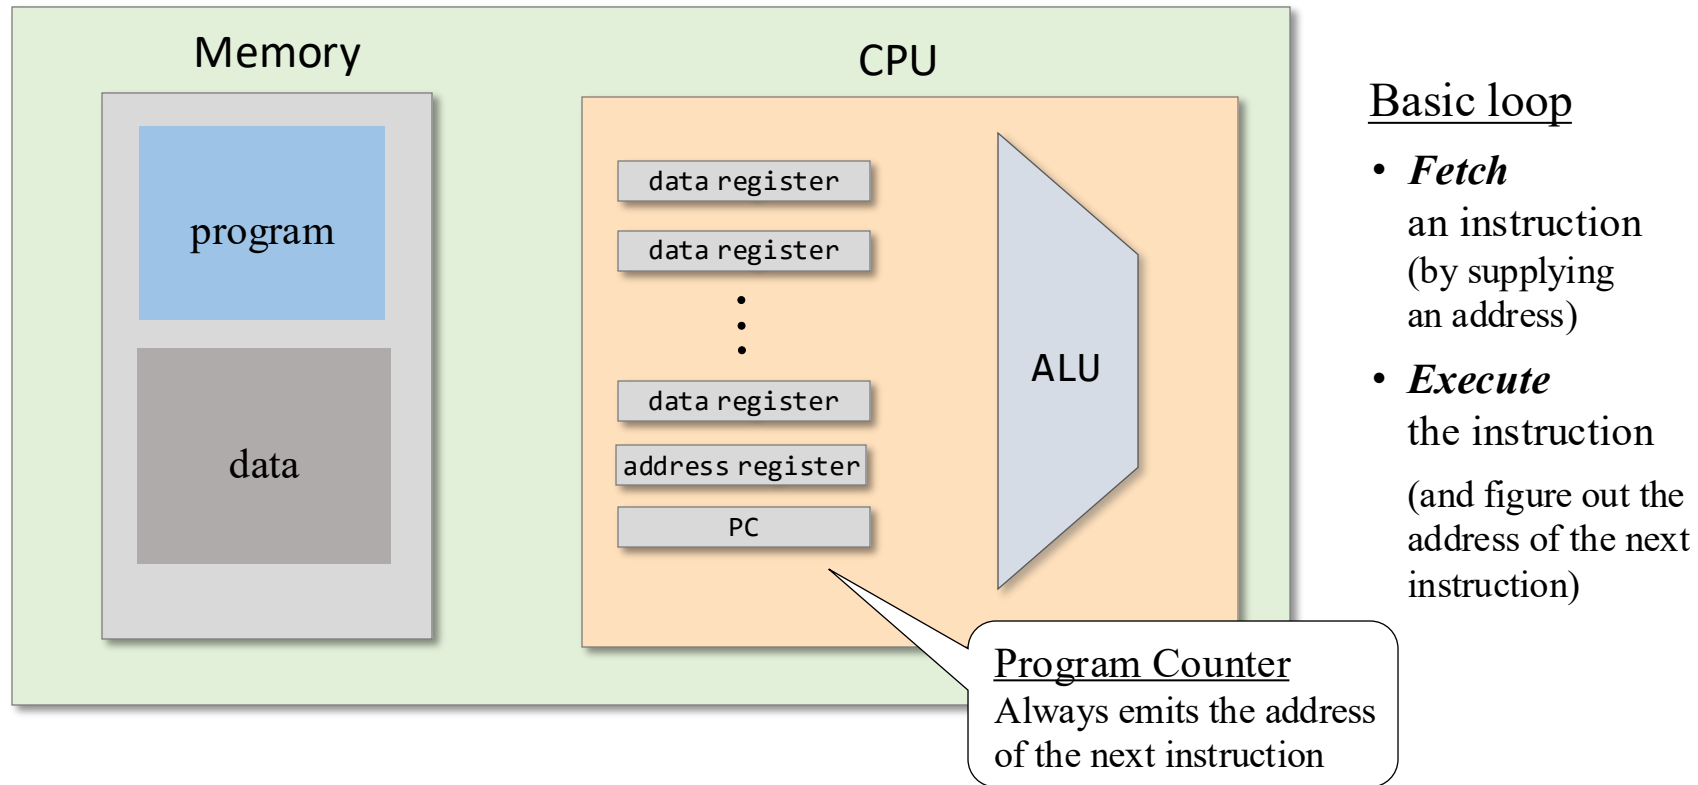 Memory
program
data
CPU
data register
data register
data register
address register
PC
ALU
Program Counter
Always emits the address
of the next instruction
Basic loop
• Fetch
an instruction
(by supplying
an address)
• Execute
the instruction
(and figure out the
address of the next
instruction)